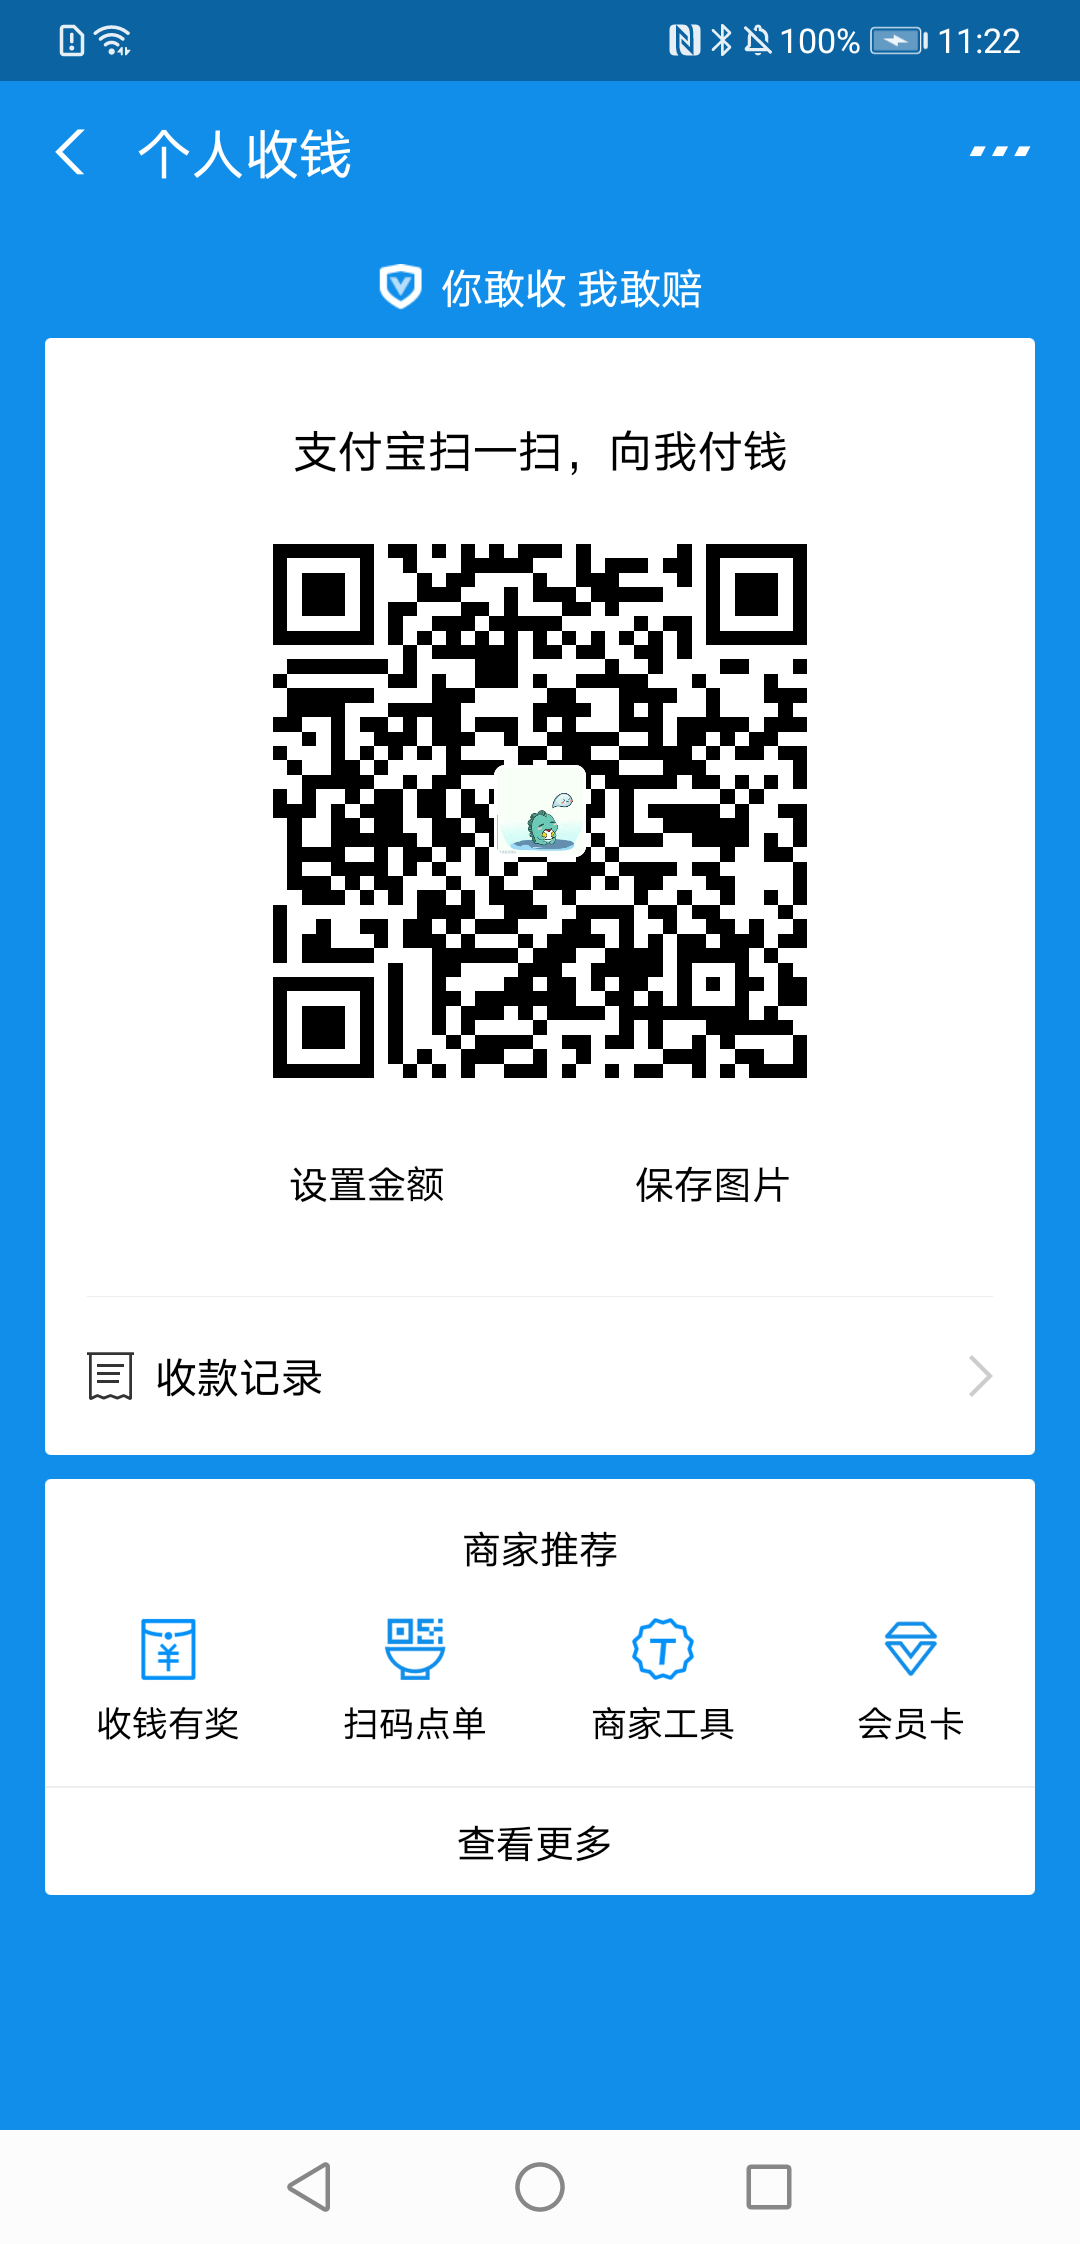 100% 11:22
个人收钱
你敢收 我敢赔
支付宝扫一扫，向我付钱
设置金额 保存图片
收款记录
商家推荐
收钱有奖 扫码点单 商家工具 会员卡
查看更多